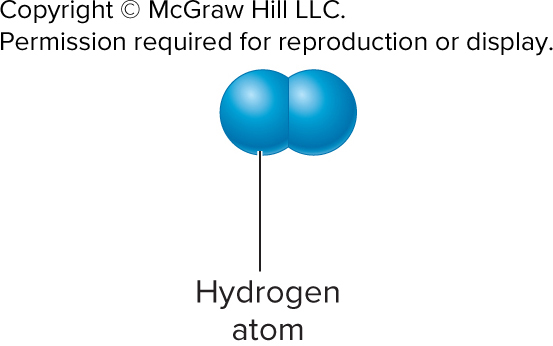 Copyright © McGraw Hill LLC.
Permission required for reproduction or display.
Hydrogen
atom